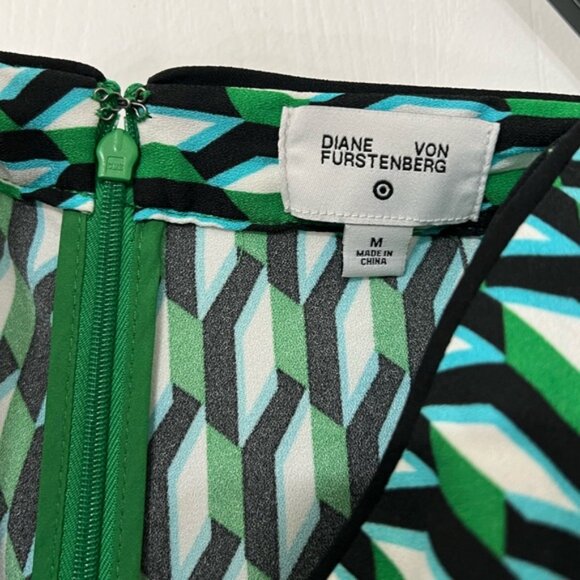 DIANE VON
FURSTENBERG
M
MADE IN
CHINA